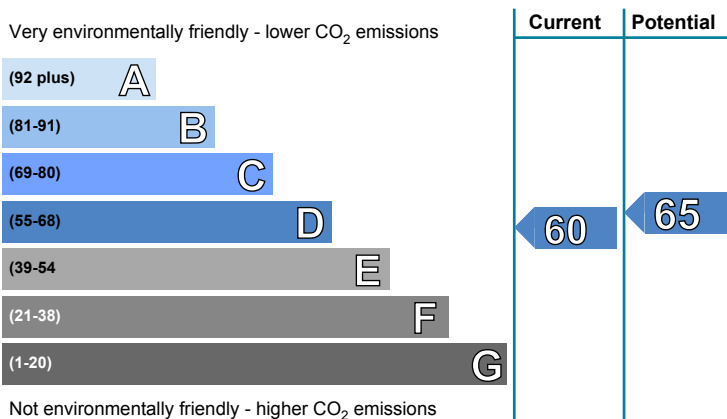 Very environmentally friendly - lower CO2 emissions
Current
Potential
(92 plus) A
(81-91) B
(69-80) C
(55-68) D
(39-54 E
(21-38) F
(1-20) G
60
65
Not environmentally friendly - higher CO2 emissions